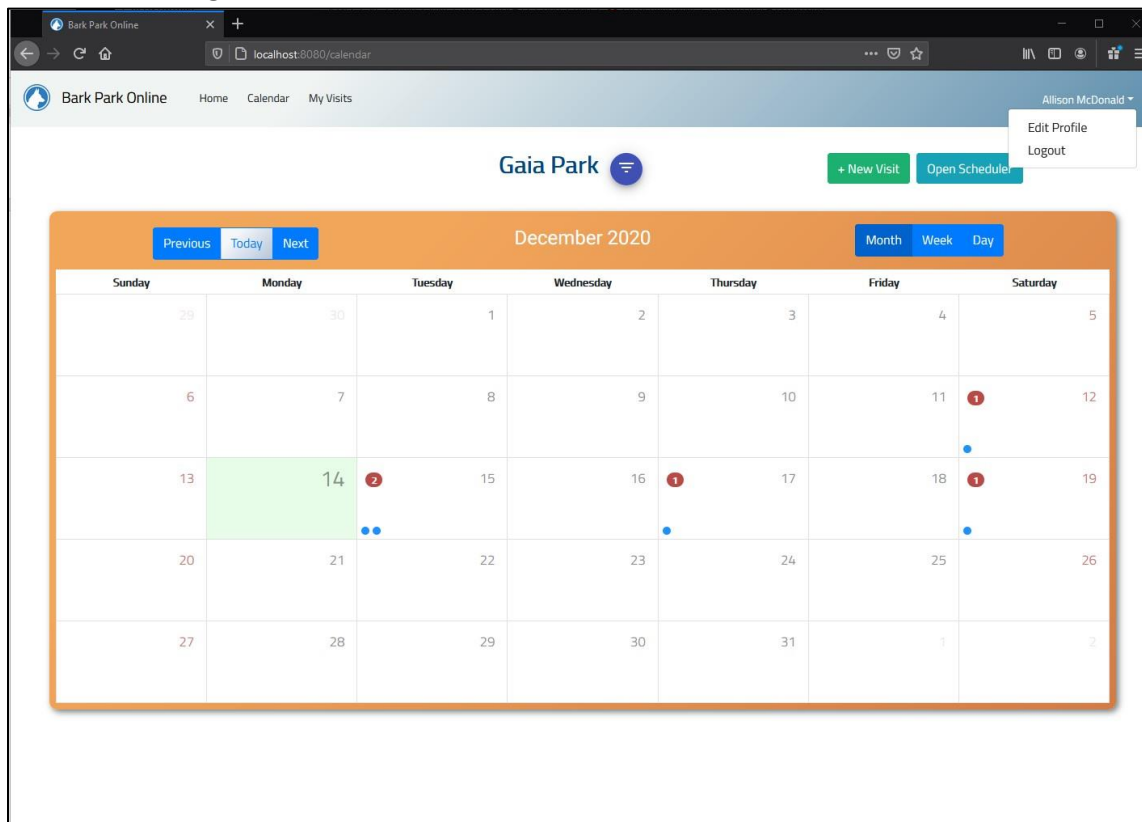 Bark Park Online
localhost:8080/calendar
Bark Park Online Home Calendar My Visits Allison McDonald
Edit Profile
Logout
Gaia Park + New Visit Open Scheduler
Previous Today Next December 2020 Month Week Day
Sunday Monday Tuesday Wednesday Thursday Friday Saturday
29 30 1 2 3 4 5
6 7 8 9 10 11 1 12
13 14 2 15 16 1 17 18 1 19
20 21 22 23 24 25 26
27 28 29 30 31 1 2